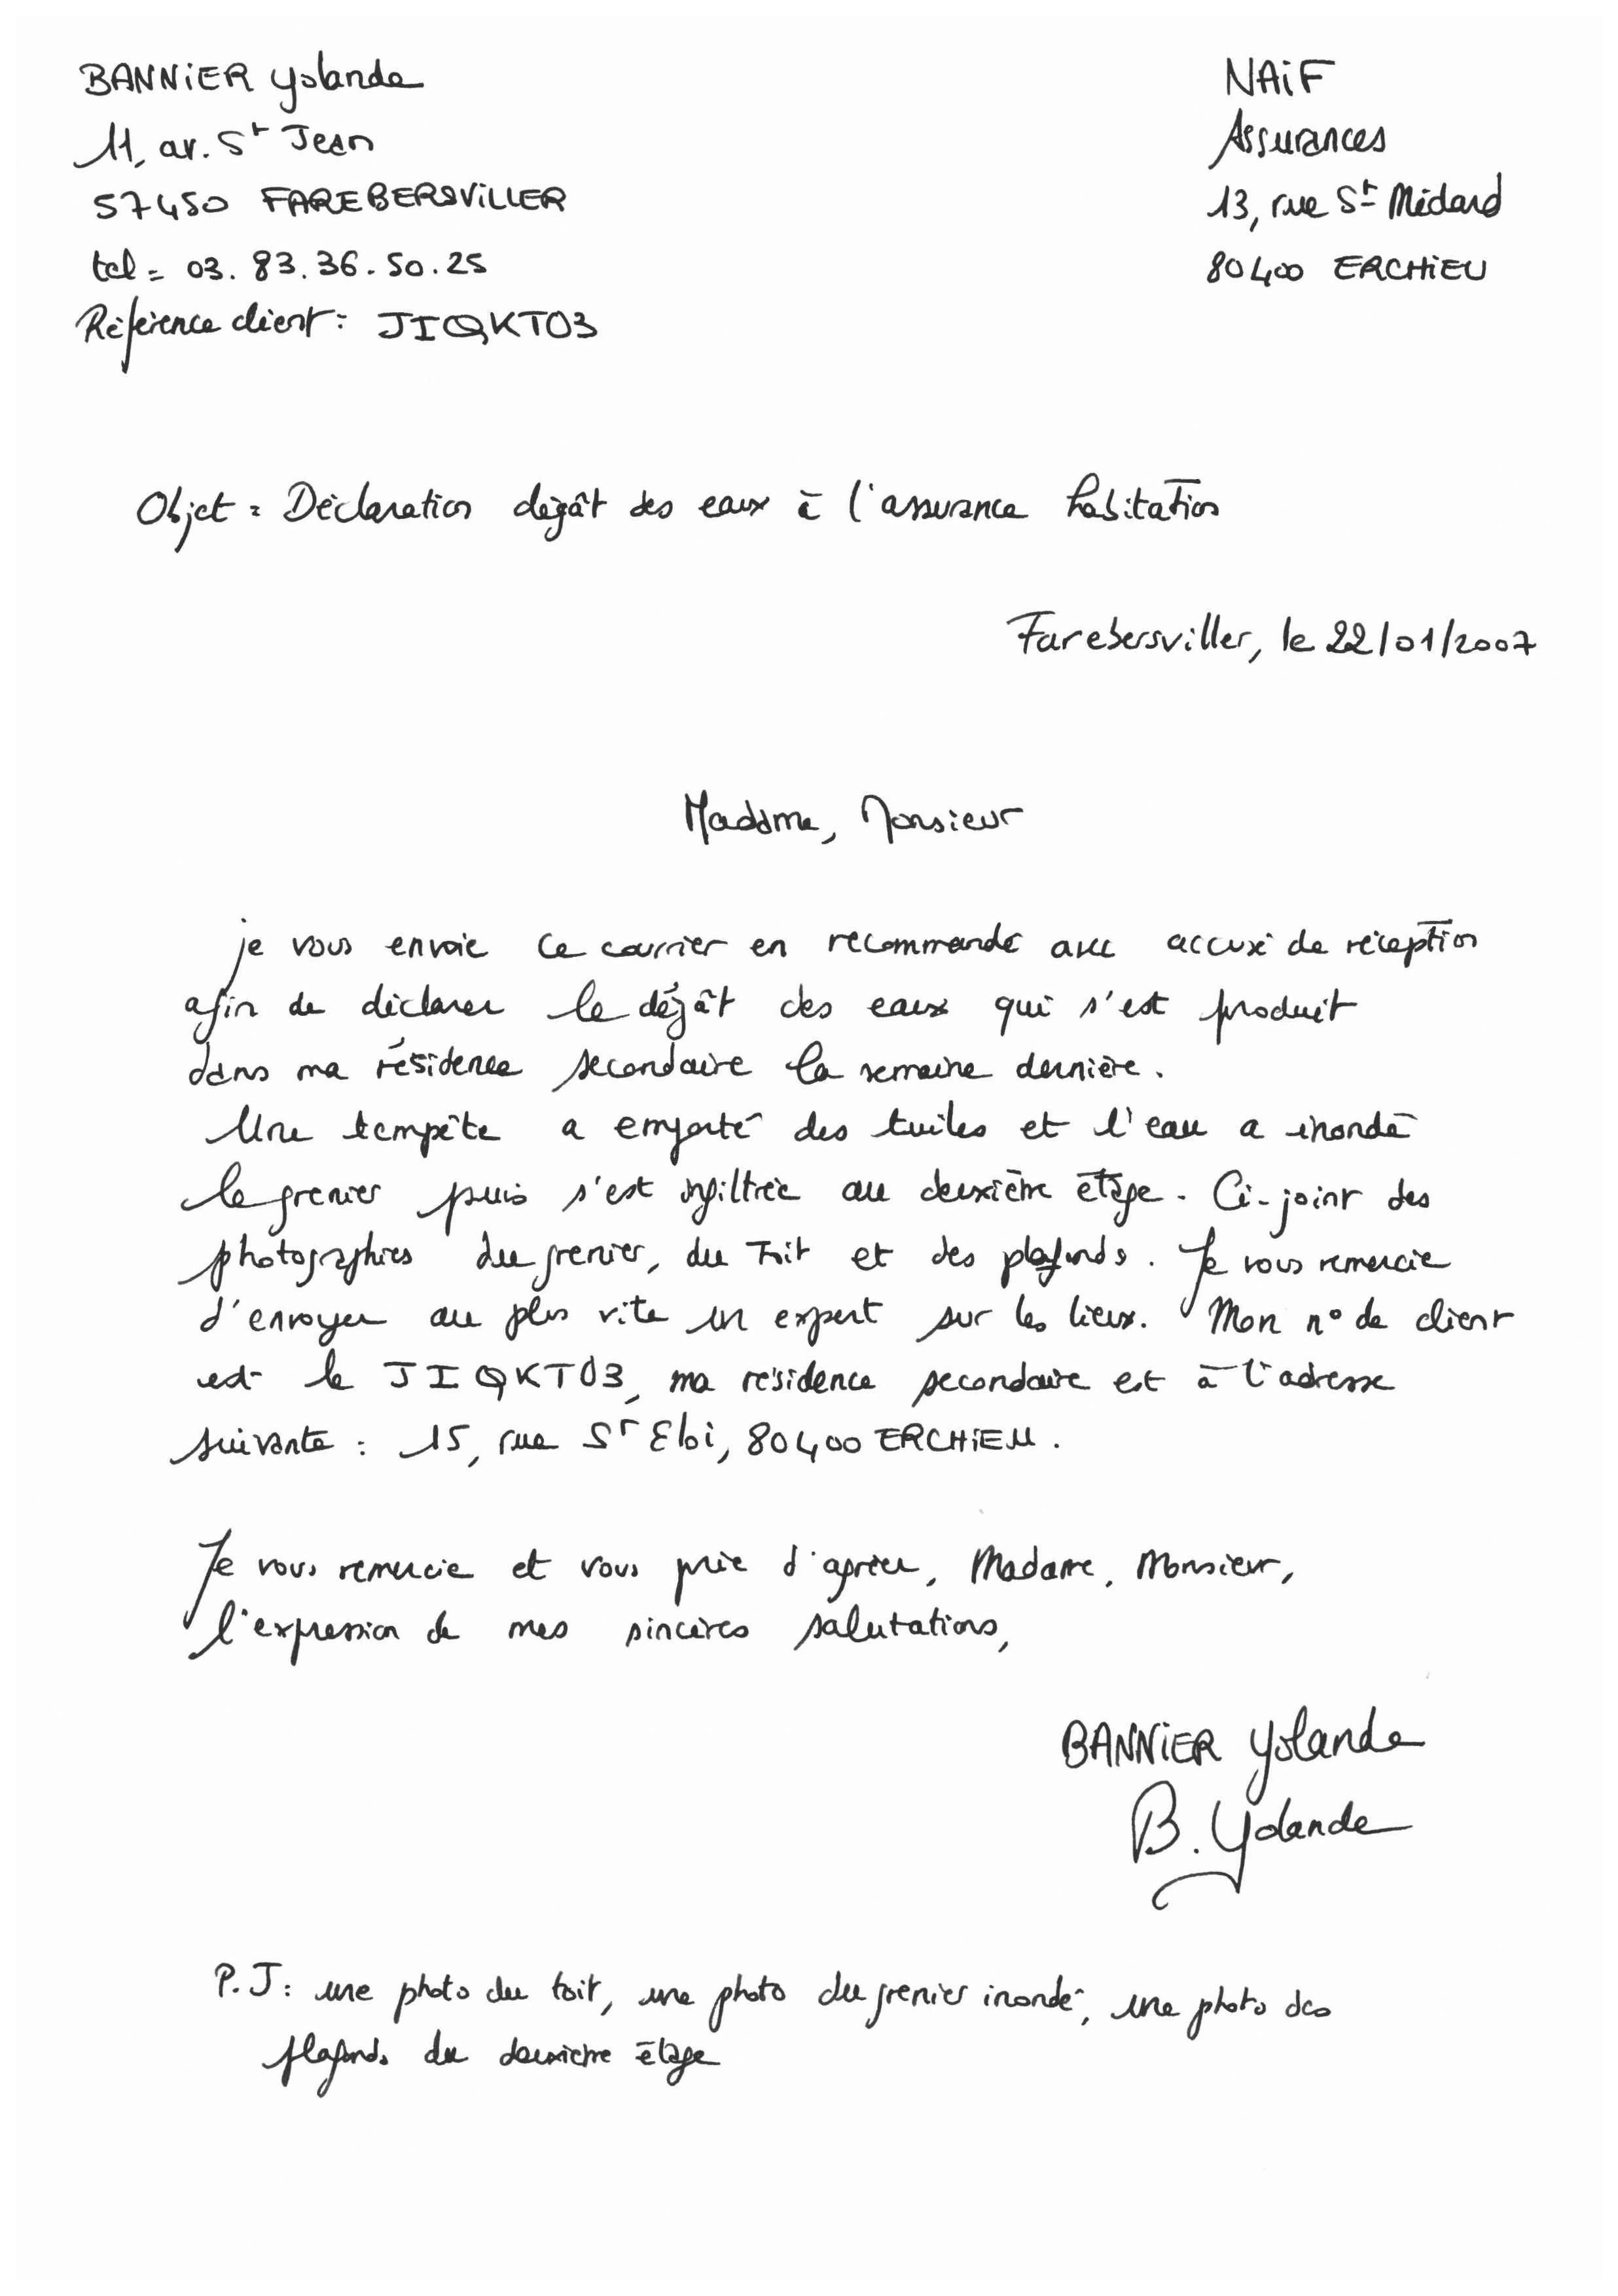 BANNiER Yolande
11, av. St Jean
57450 FAREBERSViLLER
tel = 03.83.36.50.25
Référence client : JIQKT03
NAiF
Assurances
13, rue St Médard
80400 ERCHiEU
Objet : Déclaration dégât des eaux à l'assurance habitation
Farebersviller, le 22/01/2007
Madame, Monsieur
je vous envoie ce courrier en recommandé avec accusé de réception
afin de déclarer le dégât des eaux qui s'est produit
dans ma résidence secondaire la semaine dernière.
Une tempête a emporté des tuiles et l'eau a inondé
le grenier puis s'est infiltrée au deuxième étage. Ci-joint des
photographies du grenier, du toit et des plafonds. Je vous remercie
d'envoyer au plus vite un expert sur les lieux. Mon n° de client
est le JIQKT03, ma résidence secondaire est à l'adresse
suivante : 15, rue St Eloi, 80400 ERCHiEU.
Je vous remercie et vous prie d'agréer, Madame, Monsieur,
l'expression de mes sincères salutations,
BANNiER Yolande
B. Yolande
P.J : une photo du toit, une photo du grenier inondé, une photo des
plafonds du deuxième étage